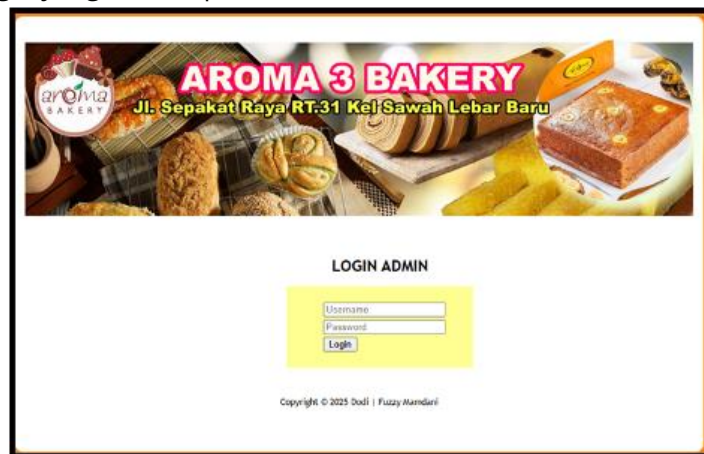 aroma
BAKERY
AROMA 3 BAKERY
Jl. Sepakat Raya RT.31 Kel Sawah Lebar Baru
LOGIN ADMIN
Username
Password
Login
Copyright © 2025 Dodi | Fuzzy Mamdani